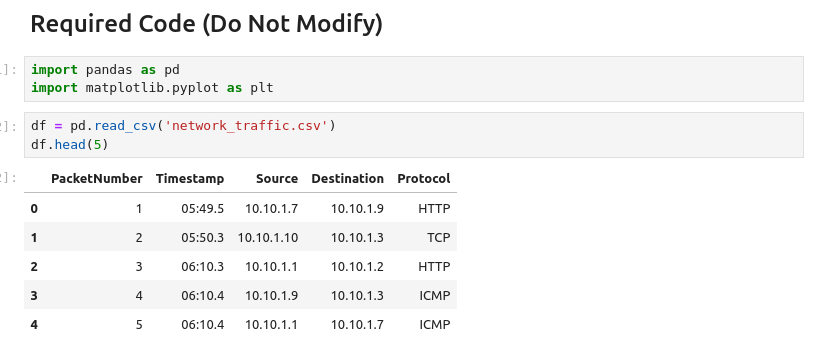 Required Code (Do Not Modify)
]:
import pandas as pd
import matplotlib.pyplot as plt
2]:
df = pd.read_csv('network_traffic.csv')
df.head(5)
2]:
PacketNumber Timestamp Source Destination Protocol
0 1 05:49.5 10.10.1.7 10.10.1.9 HTTP
1 2 05:50.3 10.10.1.10 10.10.1.3 TCP
2 3 06:10.3 10.10.1.1 10.10.1.2 HTTP
3 4 06:10.4 10.10.1.9 10.10.1.3 ICMP
4 5 06:10.4 10.10.1.1 10.10.1.7 ICMP